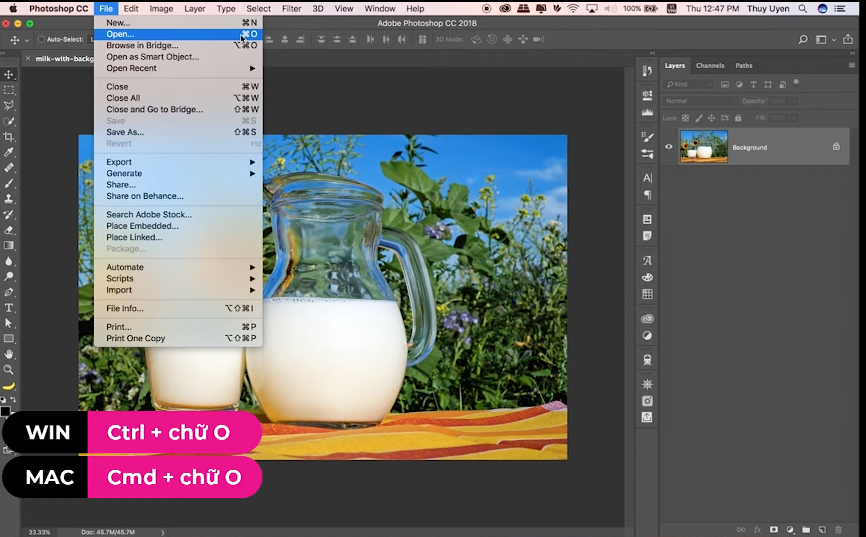 Photoshop CC File Edit Image Layer Type Select Filter 3D View Window Help 100% Thu 12:47 PM Thuy Uyen
Adobe Photoshop CC 2018
Auto-Select: 3D Mode:
milk-with-backg
New... ⌘N
Open... ⌘O
Browse in Bridge... ⌥⌘O
Open as Smart Object...
Open Recent
Close ⌘W
Close All ⌥⌘W
Close and Go to Bridge... ⇧⌘W
Save ⌘S
Save As... ⇧⌘S
Revert F12
Export
Generate
Share...
Share on Behance...
Search Adobe Stock...
Place Embedded...
Place Linked...
Package...
Automate
Scripts
Import
File Info... ⌥⇧⌘I
Print... ⌘P
Print One Copy ⌥⇧⌘P
Layers Channels Paths
Kind
Normal Opacity: 100%
Lock: Fill: 100%
Background
WIN Ctrl + chữ O
MAC Cmd + chữ O
33.33% Doc: 45.7M/45.7M